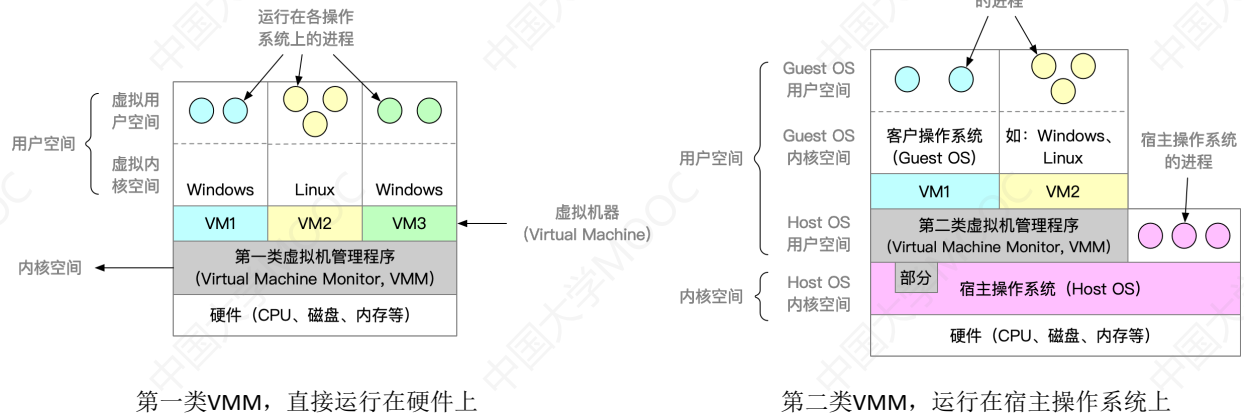 运行在各操作
系统上的进程
虚拟用
户空间
用户空间
虚拟内
核空间
Windows
Linux
Windows
VM1
VM2
VM3
虚拟机器
(Virtual Machine)
第一类虚拟机管理程序
(Virtual Machine Monitor, VMM)
内核空间
硬件（CPU、磁盘、内存等）
第一类VMM，直接运行在硬件上
的进程
Guest OS
用户空间
Guest OS
内核空间
用户空间
客户操作系统
(Guest OS)
如：Windows、
Linux
宿主操作系统
的进程
VM1
VM2
Host OS
用户空间
第二类虚拟机管理程序
(Virtual Machine Monitor, VMM)
内核空间
Host OS
内核空间
部分
宿主操作系统（Host OS）
硬件（CPU、磁盘、内存等）
第二类VMM，运行在宿主操作系统上
中国大学MOOC